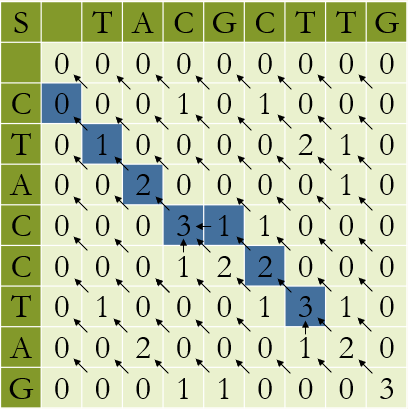 S T A C G C T T G
0 0 0 0 0 0 0 0 0
C 0 0 0 1 0 1 0 0 0
T 0 1 0 0 0 0 2 1 0
A 0 0 2 0 0 0 0 1 0
C 0 0 0 3 1 1 0 0 0
C 0 0 0 1 2 2 0 0 0
T 0 1 0 0 0 1 3 1 0
A 0 0 2 0 0 0 1 2 0
G 0 0 0 1 1 0 0 0 3